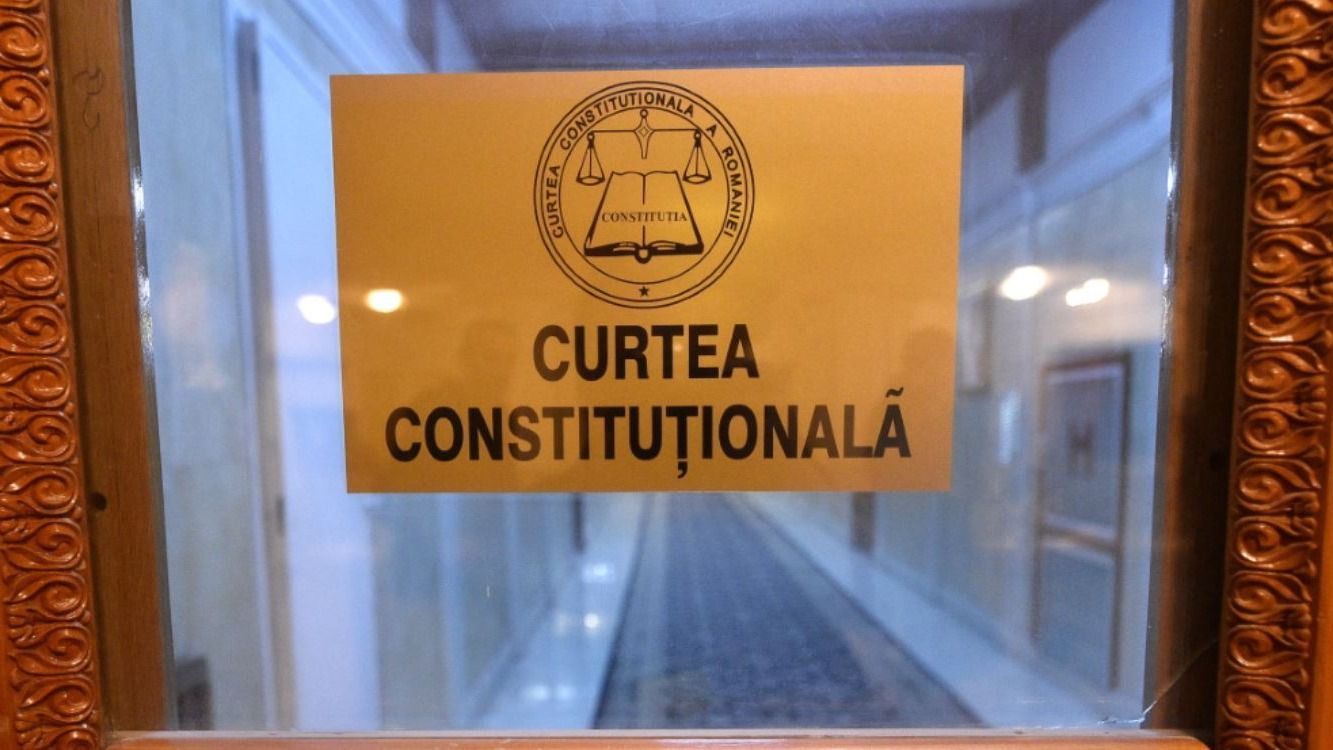 CURTEA CONSTITUTIONALA A ROMANIEI
CONSTITUTIA
CURTEA
CONSTITUȚIONALÃ